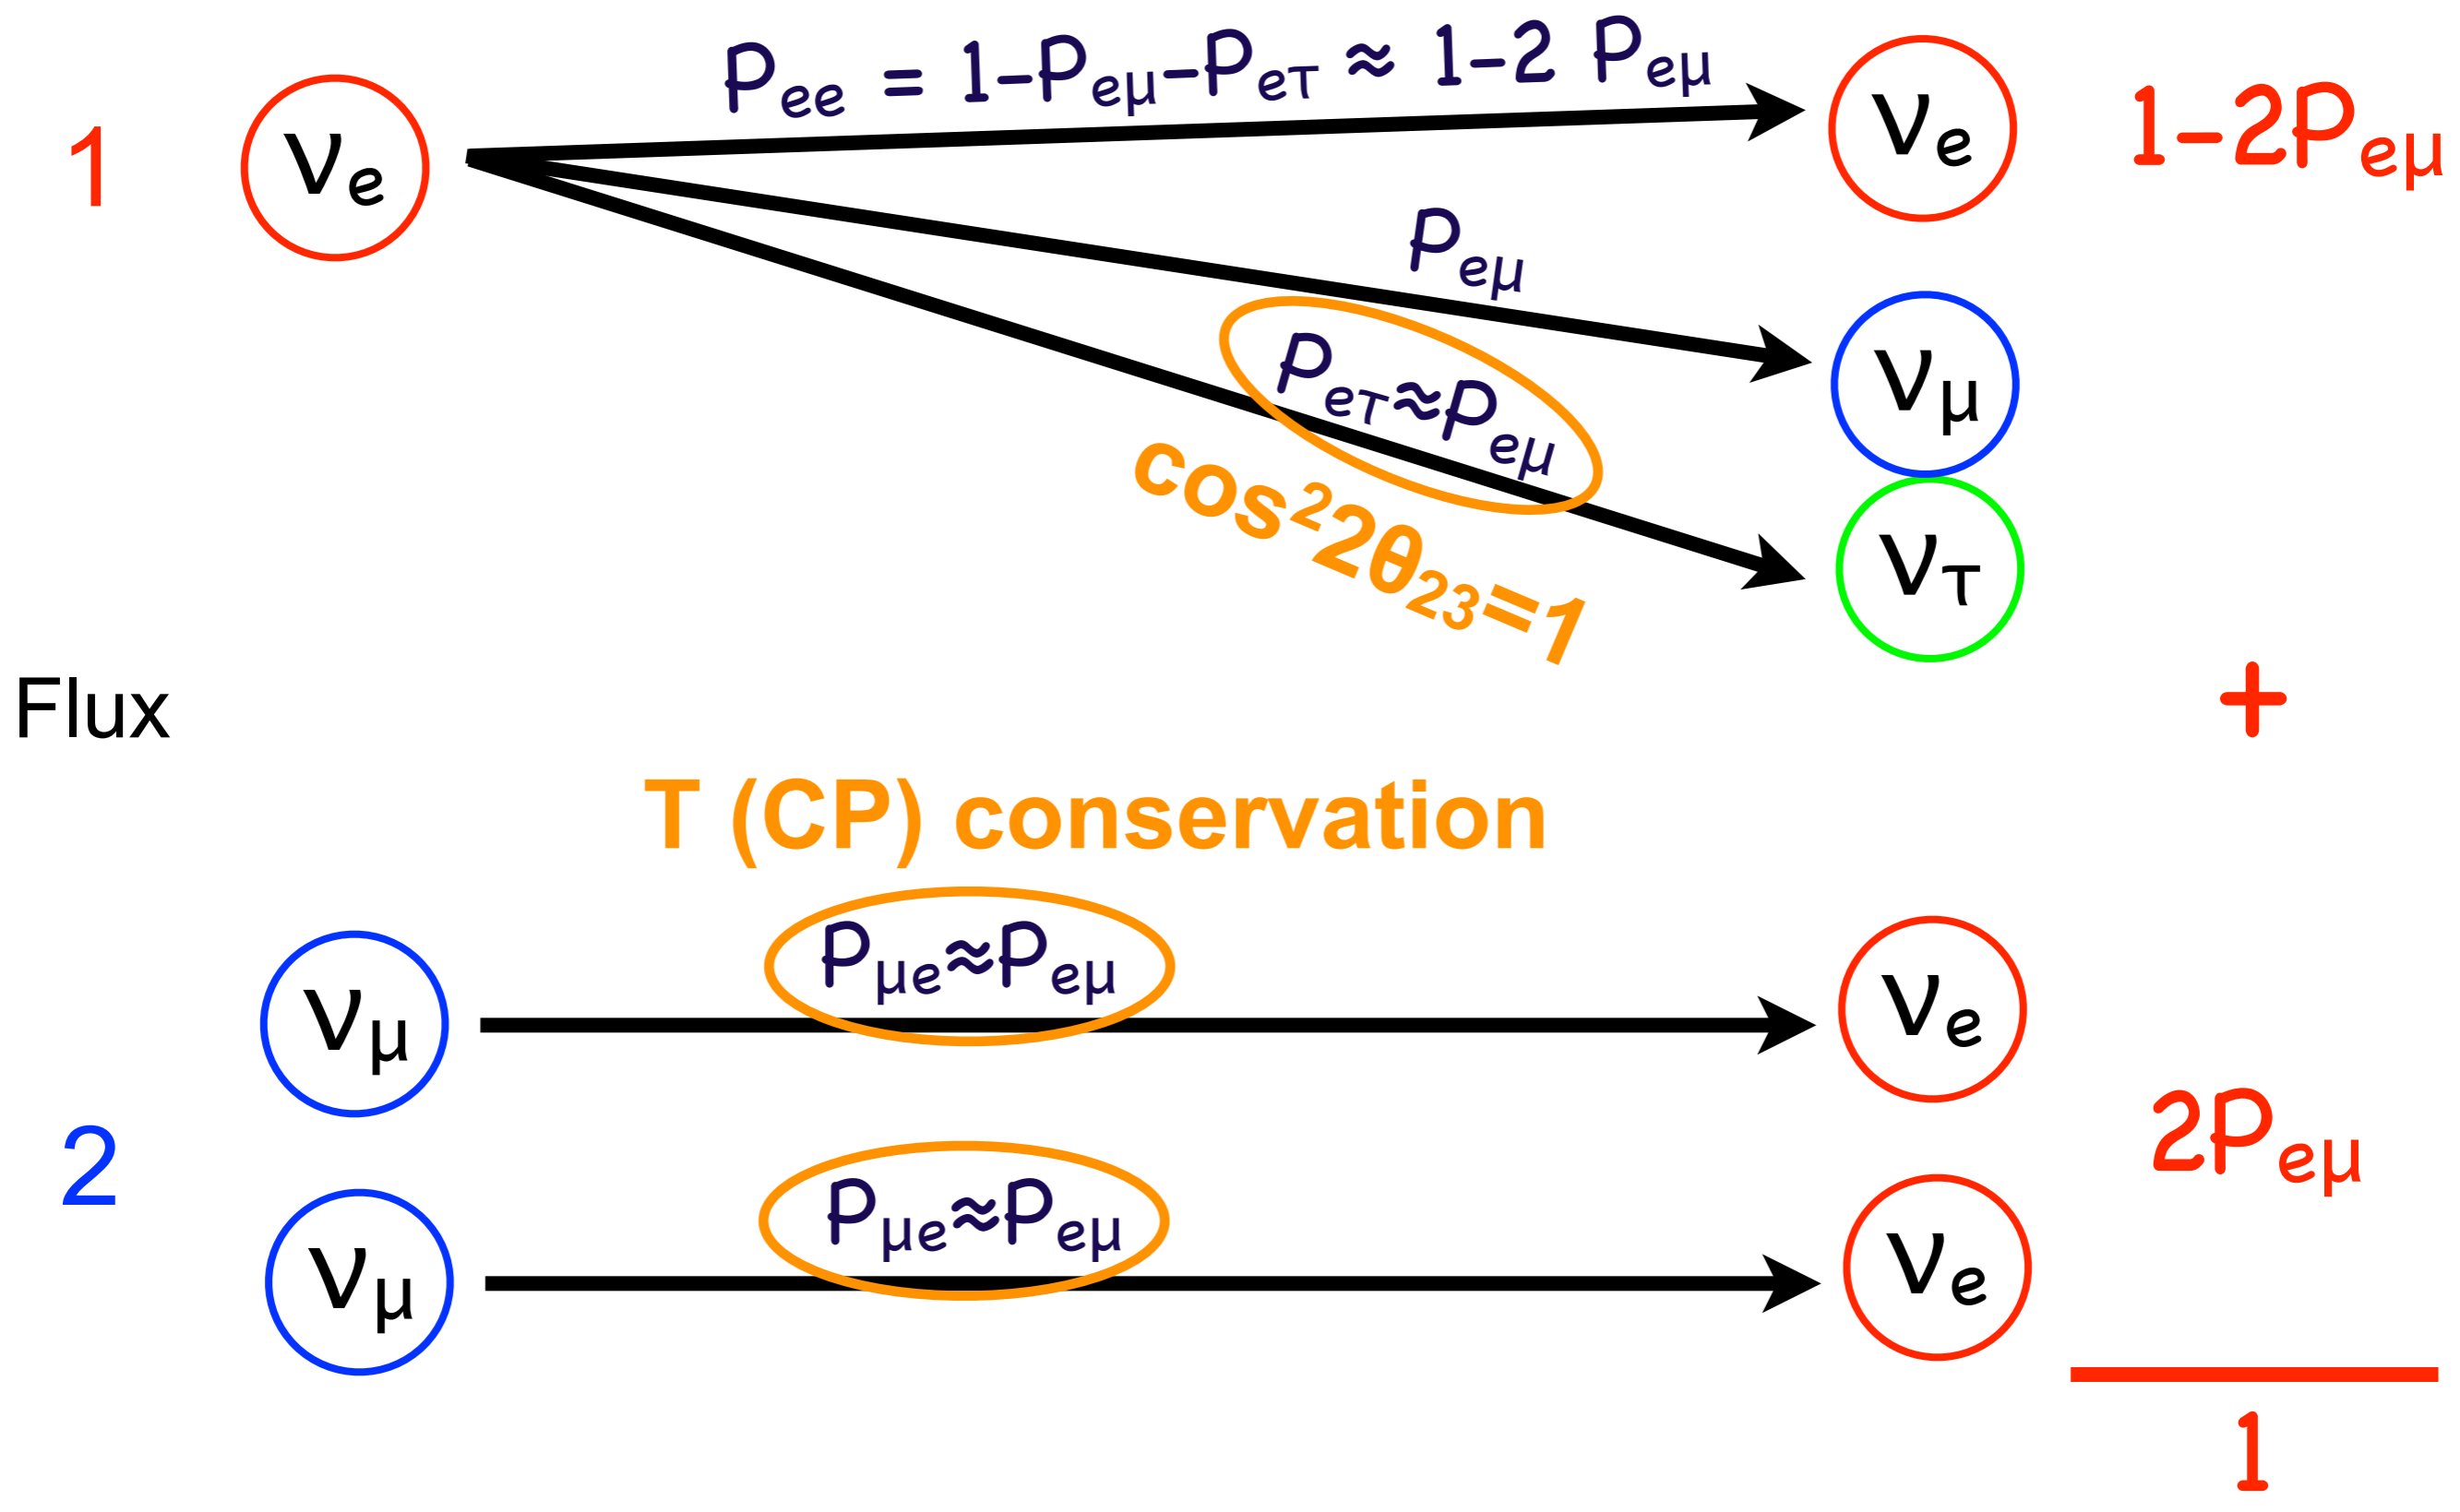 Pee = 1-Peμ-Peτ ≈ 1-2 Peμ
1
νe
νe
1-2Peμ
Peμ
νμ
Peτ≈Peμ
cos²2θ₂₃=1
ντ
Flux
+
T (CP) conservation
Pμe≈Peμ
νμ
νe
2
2Peμ
Pμe≈Peμ
νμ
νe
1